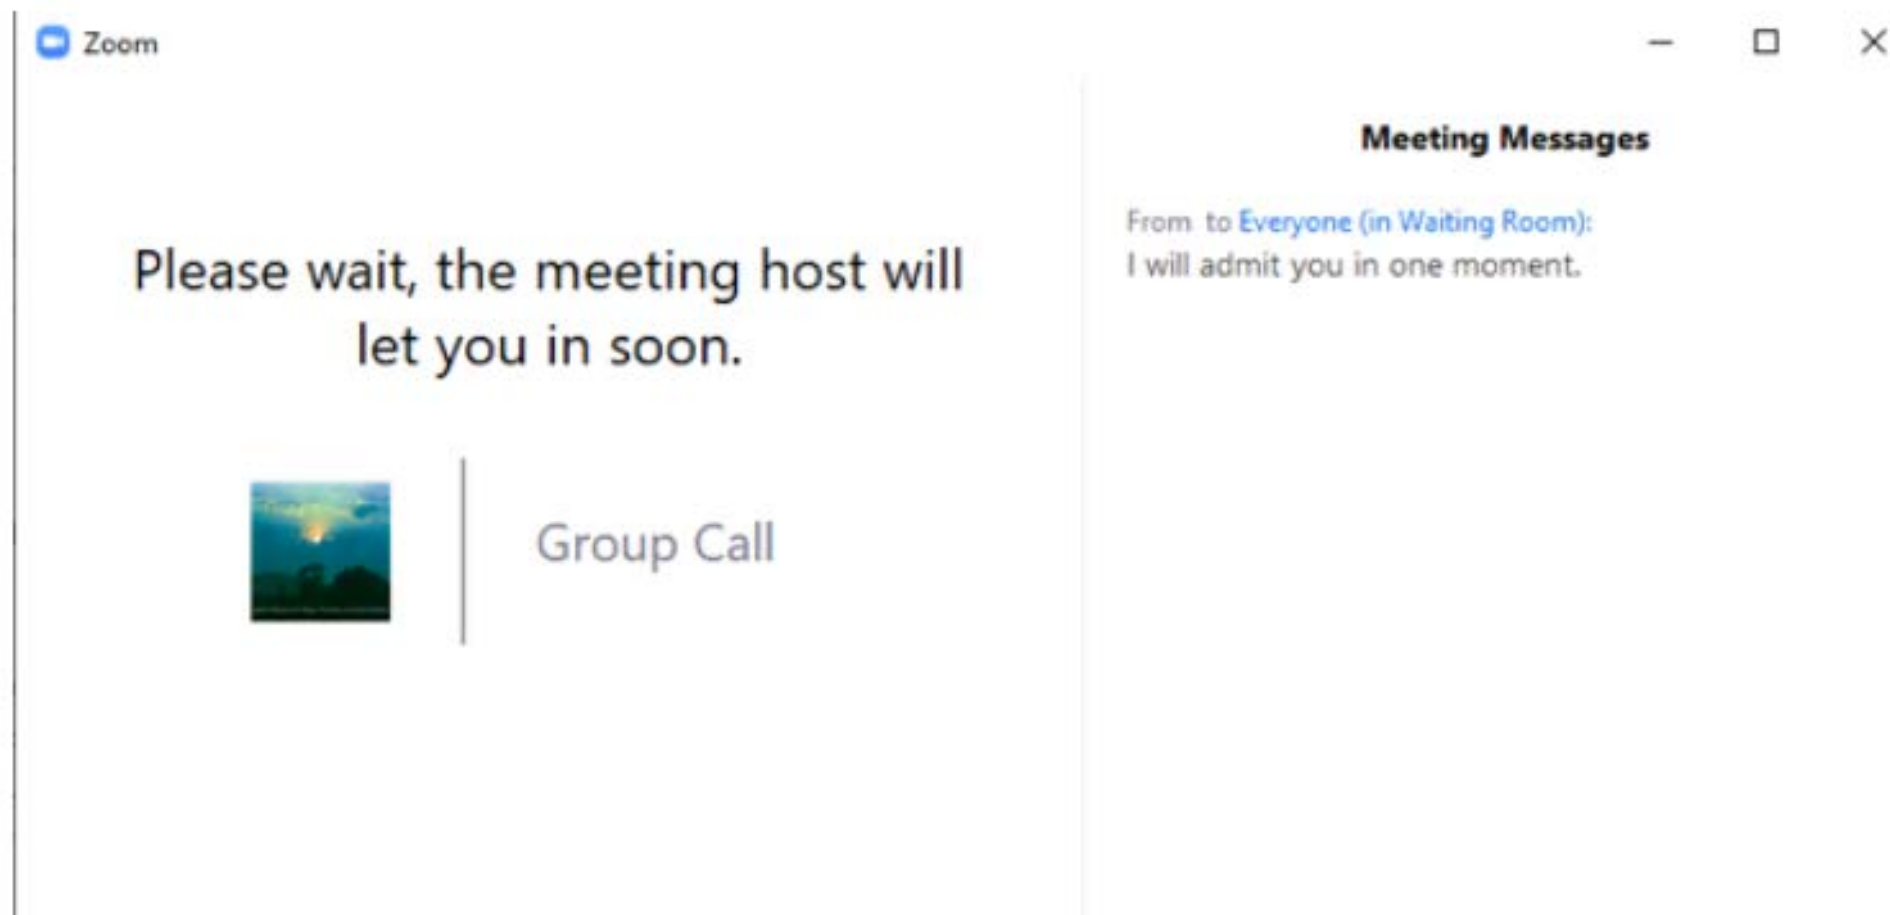 Zoom
Please wait, the meeting host will
let you in soon.
Group Call
Meeting Messages
From to Everyone (in Waiting Room):
I will admit you in one moment.